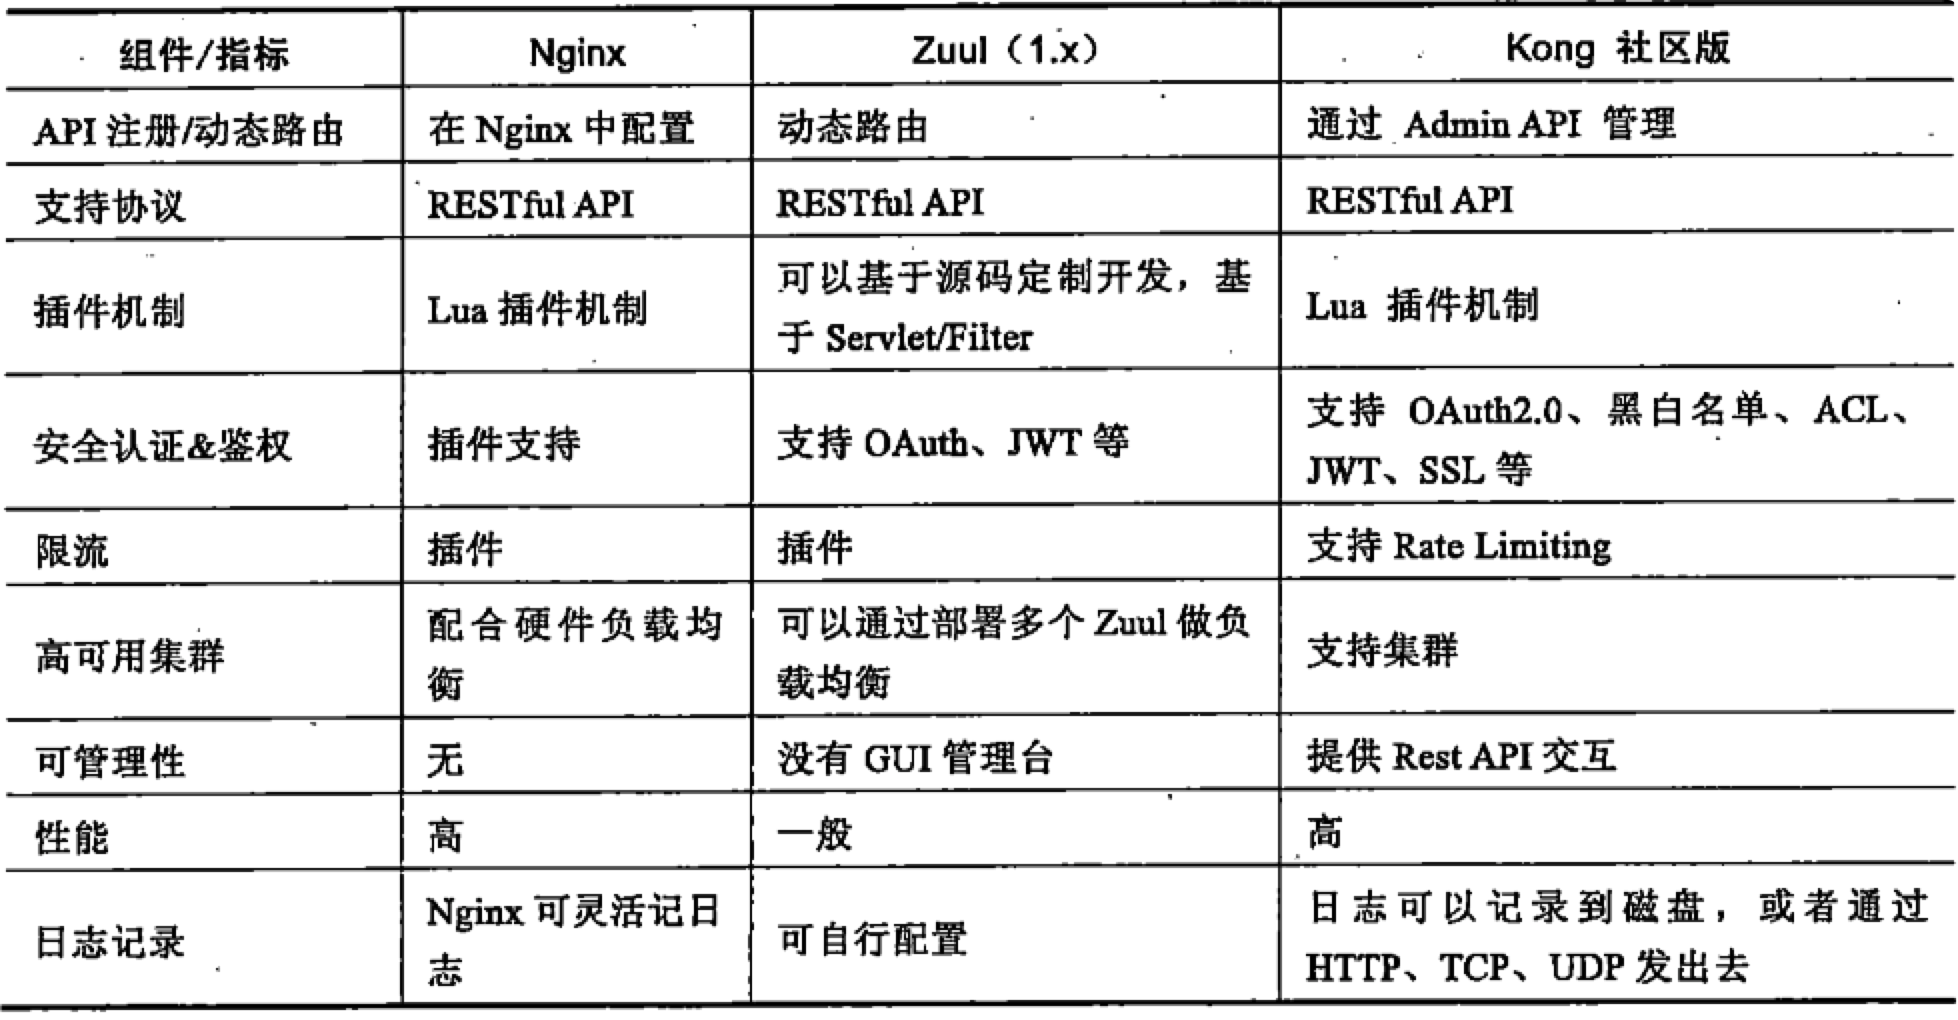 组件/指标 Nginx Zuul（1.x） Kong 社区版
API 注册/动态路由 在 Nginx 中配置 动态路由 通过 Admin API 管理
支持协议 RESTful API RESTful API RESTful API
插件机制 Lua 插件机制 可以基于源码定制开发，基
于 Servlet/Filter Lua 插件机制
安全认证&鉴权 插件支持 支持 OAuth、JWT 等 支持 OAuth2.0、黑白名单、ACL、
JWT、SSL 等
限流 插件 插件 支持 Rate Limiting
高可用集群 配合硬件负载均
衡 可以通过部署多个 Zuul 做负
载均衡 支持集群
可管理性 无 没有 GUI 管理台 提供 Rest API 交互
性能 高 一般 高
日志记录 Nginx 可灵活记日
志 可自行配置 日志可以记录到磁盘，或者通过
HTTP、TCP、UDP 发出去